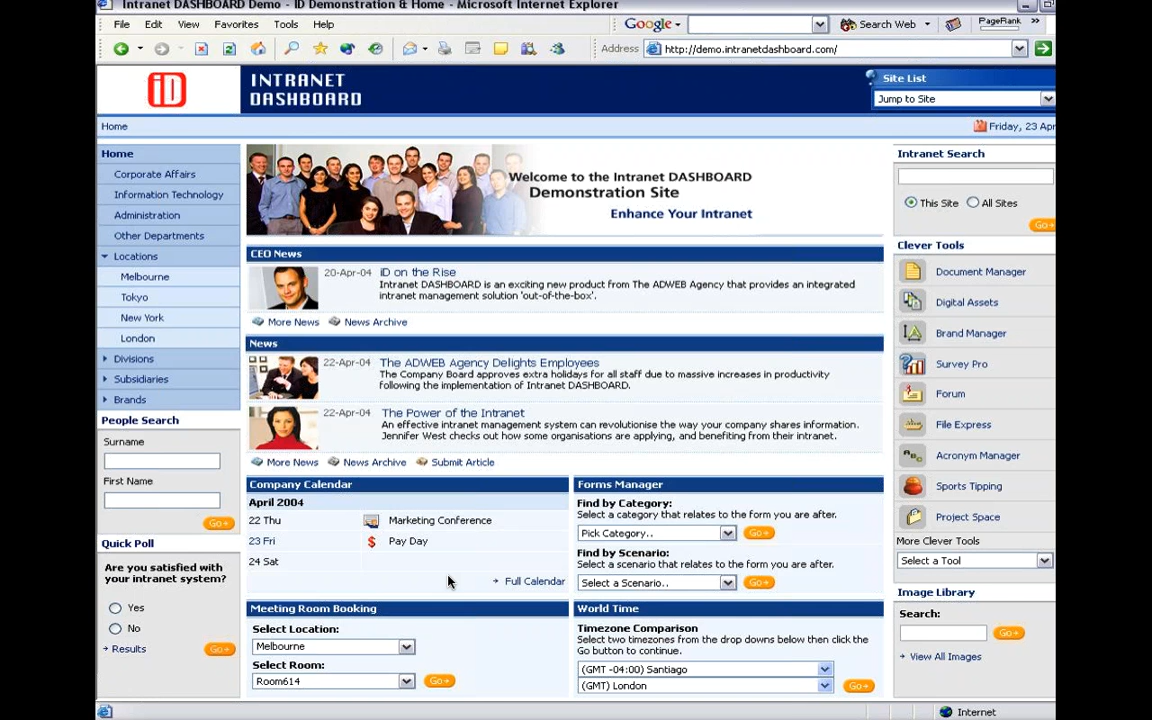 Intranet DASHBOARD Demo - ID Demonstration & Home - Microsoft Internet Explorer
File Edit View Favorites Tools Help
Google Search Web PageRank
Address http://demo.intranetdashboard.com/
iD
INTRANET
DASHBOARD
Site List
Jump to Site
Home
Friday, 23 Apr
Home
Corporate Affairs
Information Technology
Administration
Other Departments
Locations
Melbourne
Tokyo
New York
London
Divisions
Subsidiaries
Brands
People Search
Surname
First Name
Go
Quick Poll
Are you satisfied with
your intranet system?
Yes
No
Results
Go
Welcome to the Intranet DASHBOARD
Demonstration Site
Enhance Your Intranet
CEO News
20-Apr-04 iD on the Rise
Intranet DASHBOARD is an exciting new product from The ADWEB Agency that provides an
integrated intranet management solution 'out-of-the-box'.
More News News Archive
News
22-Apr-04 The ADWEB Agency Delights Employees
The Company Board approves extra holidays for all staff due to massive increases in productivity
following the implementation of Intranet DASHBOARD.
22-Apr-04 The Power of the Intranet
An effective intranet management system can revolutionise the way your company shares information.
Jennifer West checks out how some organisations are applying, and benefiting from their intranet.
More News News Archive Submit Article
Company Calendar
April 2004
22 Thu Marketing Conference
23 Fri $ Pay Day
24 Sat
Full Calendar
Forms Manager
Find by Category:
Select a category that relates to the form you are after.
Pick Category.. Go
Find by Scenario:
Select a scenario that relates to the form you are after.
Select a Scenario.. Go
Meeting Room Booking
Select Location:
Melbourne
Select Room:
Room614 Go
World Time
Timezone Comparison
Select two timezones from the drop downs below then click the
Go button to continue.
(GMT -04:00) Santiago
(GMT) London Go
Intranet Search
This Site All Sites
Go
Clever Tools
Document Manager
Digital Assets
Brand Manager
Survey Pro
Forum
File Express
Acronym Manager
Sports Tipping
Project Space
More Clever Tools
Select a Tool
Image Library
Search:
Go
View All Images
Internet